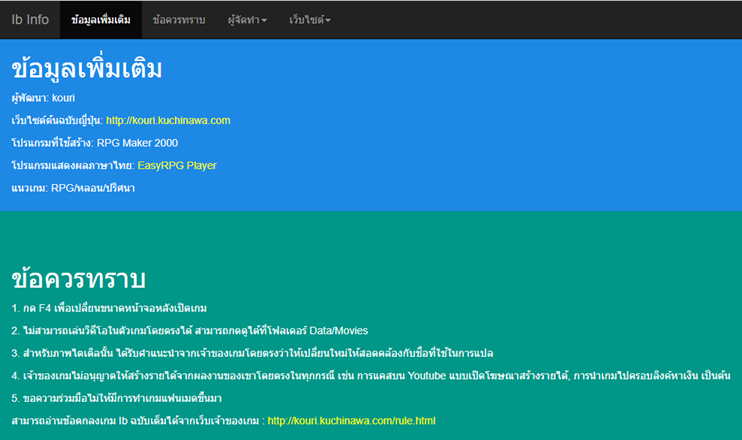 Ib Info ข้อมูลเพิ่มเติม ข้อควรทราบ ผู้จัดทำ เว็บไซต์
ข้อมูลเพิ่มเติม
ผู้พัฒนา: kouri
เว็บไซต์ต้นฉบับญี่ปุ่น: http://kouri.kuchinawa.com
โปรแกรมที่ใช้สร้าง: RPG Maker 2000
โปรแกรมแสดงผลภาษาไทย: EasyRPG Player
แนวเกม: RPG/หลอน/ปริศนา
ข้อควรทราบ
1. กด F4 เพื่อเปลี่ยนขนาดหน้าจอหลังเปิดเกม
2. ไม่สามารถเล่นวิดีโอในตัวเกมโดยตรงได้ สามารถกดดูได้ที่โฟลเดอร์ Data/Movies
3. สำหรับภาพไตเติลนั้น ได้รับคำแนะนำจากเจ้าของเกมโดยตรงว่าให้เปลี่ยนใหม่ให้สอดคล้องกับชื่อที่ใช้ในการแปล
4. เจ้าของเกมไม่อนุญาตให้สร้างรายได้จากผลงานของเขาโดยตรงในทุกกรณี เช่น การแคสบน Youtube แบบเปิดโฆษณาสร้างรายได้, การนำเกมไปครอบลิงค์หาเงิน เป็นต้น
5. ขอความร่วมมือไม่ให้มีการทำเกมแฟนเมดขึ้นมา
สามารถอ่านข้อตกลงเกม Ib ฉบับเต็มได้จากเว็บเจ้าของเกม : http://kouri.kuchinawa.com/rule.html